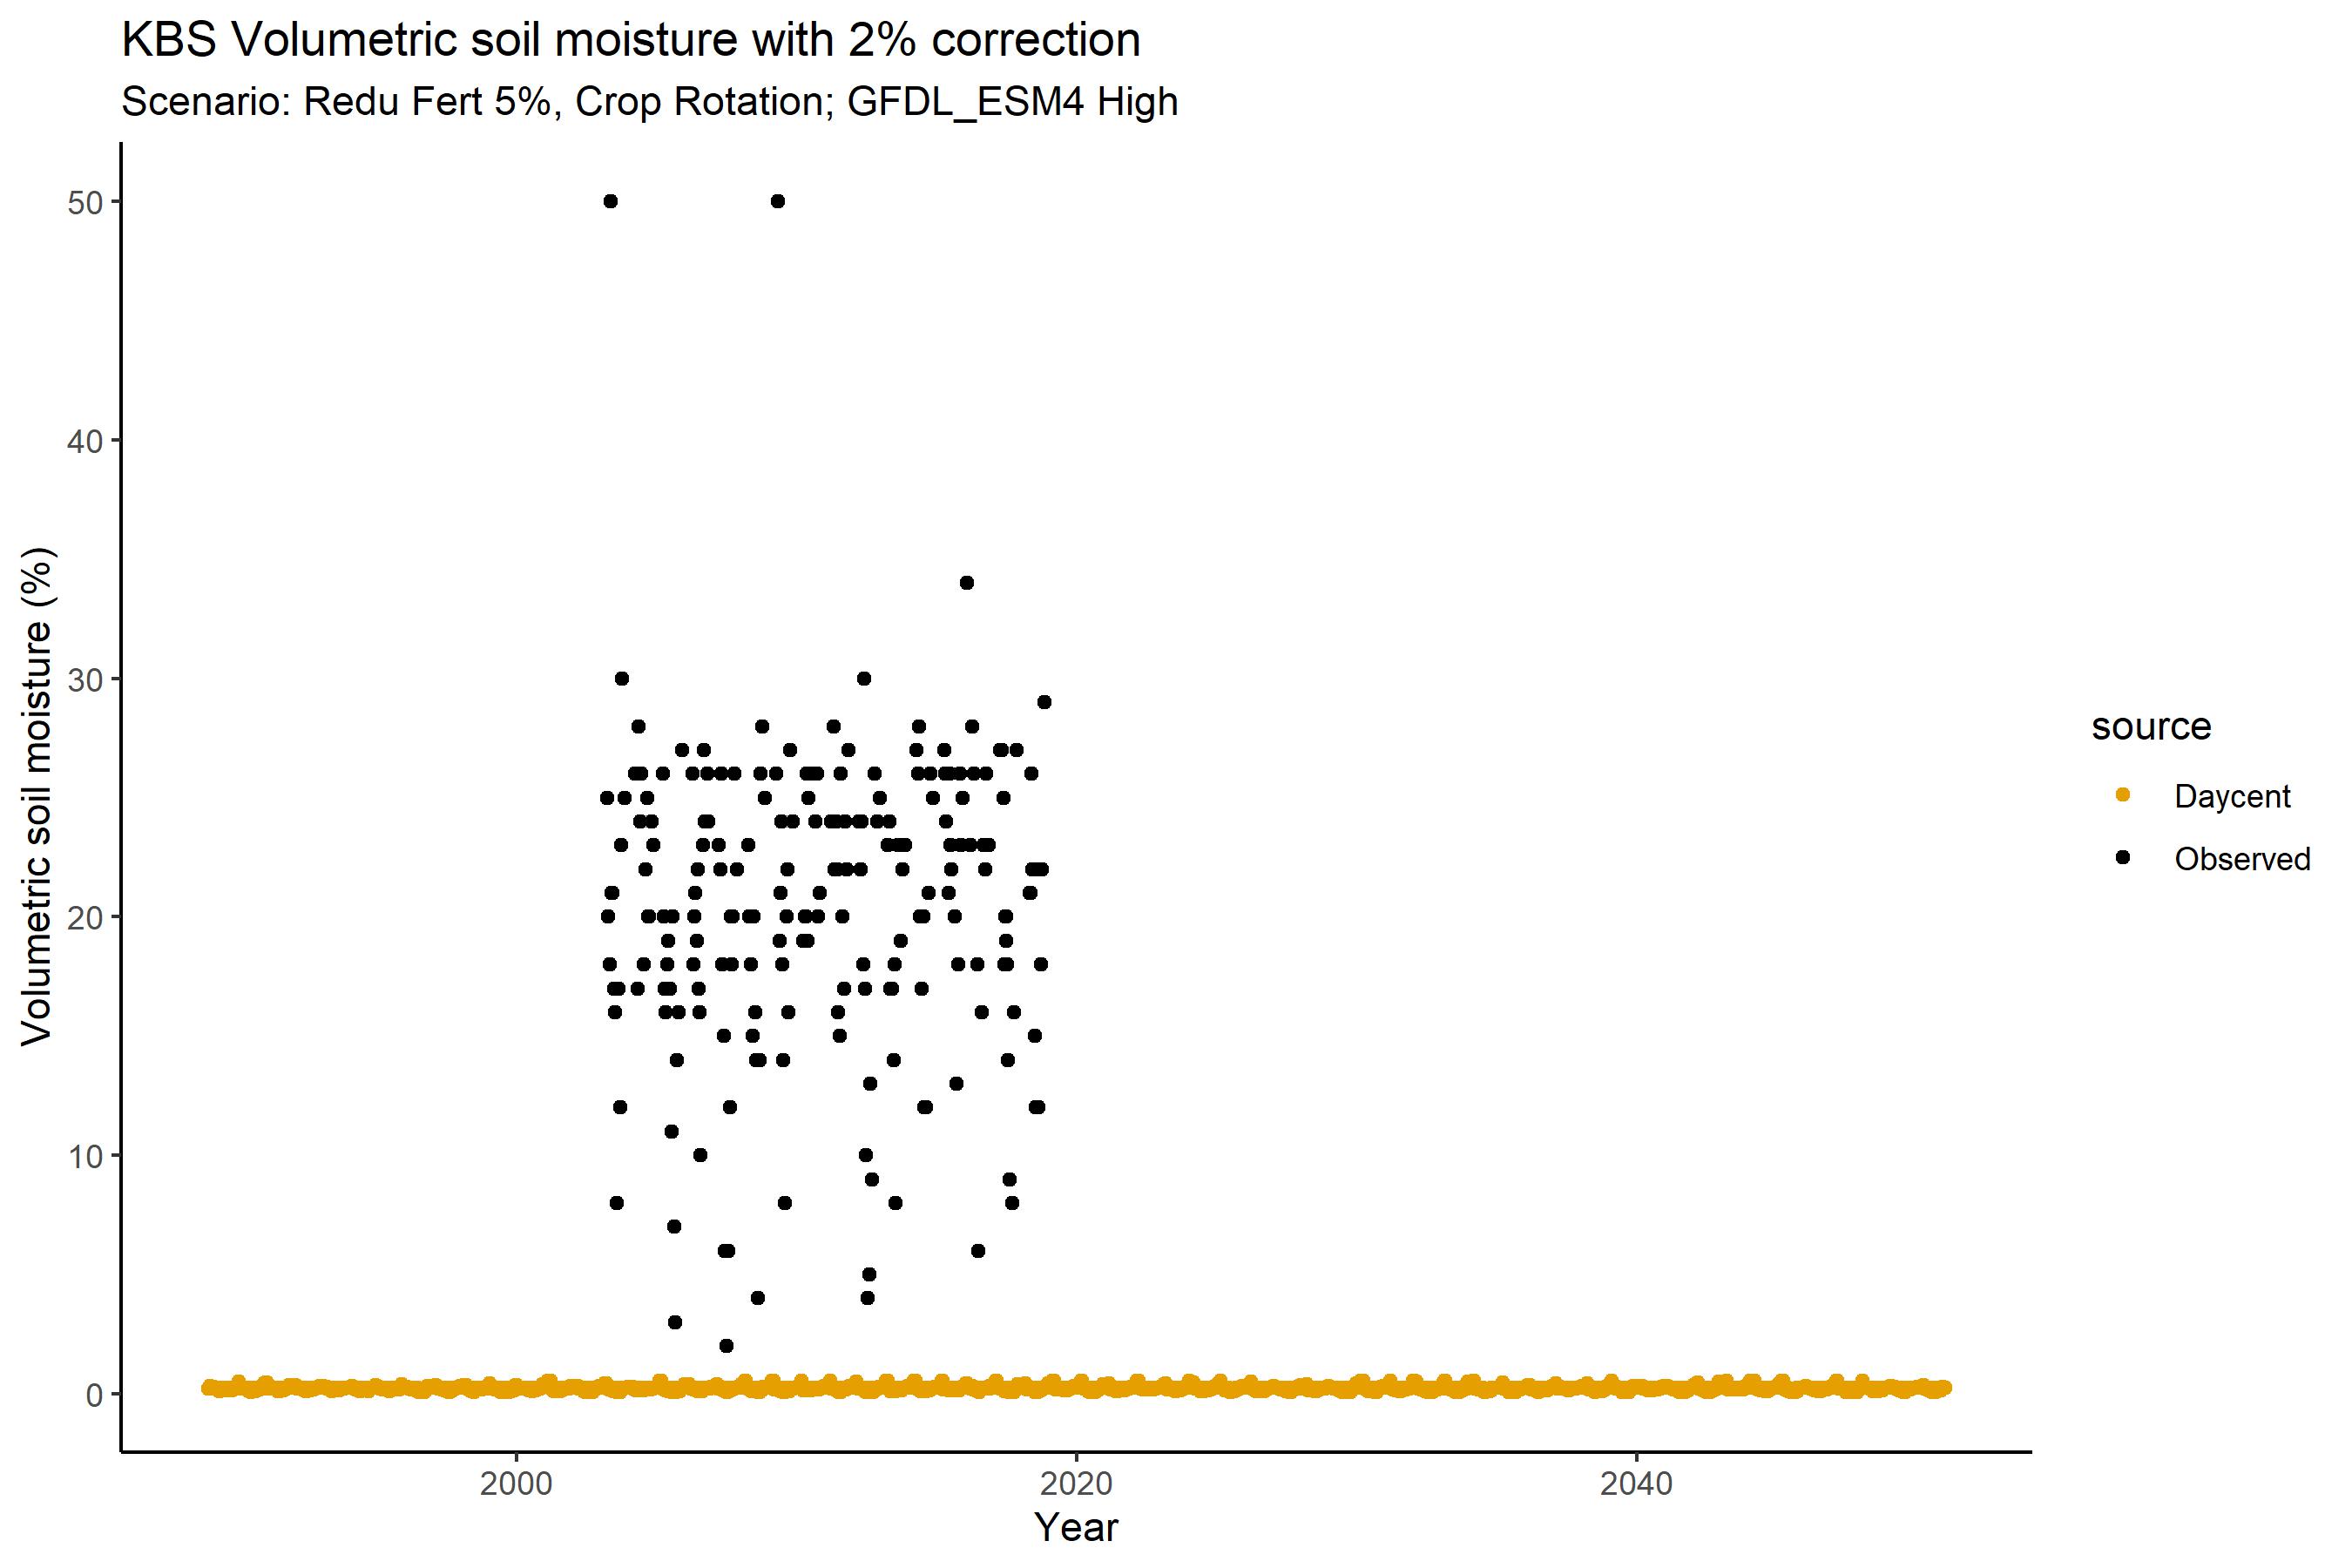 KBS Volumetric soil moisture with 2% correction
Scenario: Redu Fert 5%, Crop Rotation; GFDL_ESM4 High
Volumetric soil moisture (%)
50
40
30
20
10
0
2000
2020
2040
Year
source
Daycent
Observed